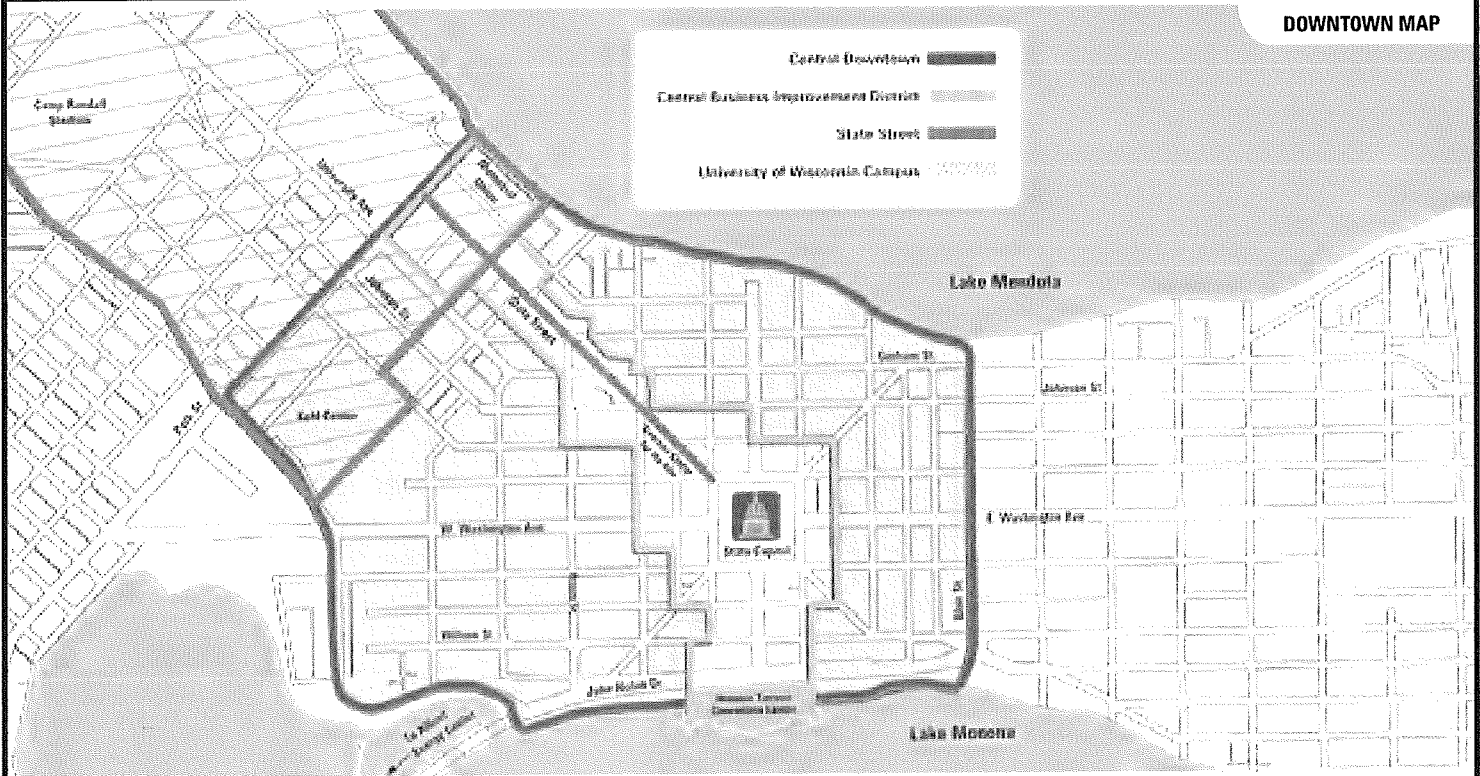 DOWNTOWN MAP
Central Downtown
Central Business Improvement District
State Street
University of Wisconsin Campus
Camp Randall
Stadium
University Ave
Johnson St
State Street
Lake Mendota
Gorham St
Johnson St
Kohl Center
Park St
W. Washington Ave
State Capitol
E Washington Ave
Blair St
John Nolen Dr
Monona Terrace
Convention Center
Lake Monona